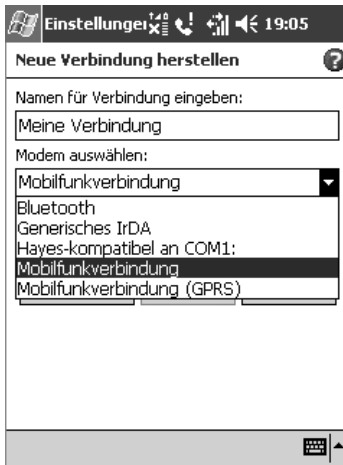 Einstellungen 19:05
Neue Verbindung herstellen
Namen für Verbindung eingeben:
Meine Verbindung
Modem auswählen:
Mobilfunkverbindung
Bluetooth
Generisches IrDA
Hayes-kompatibel an COM1:
Mobilfunkverbindung
Mobilfunkverbindung (GPRS)